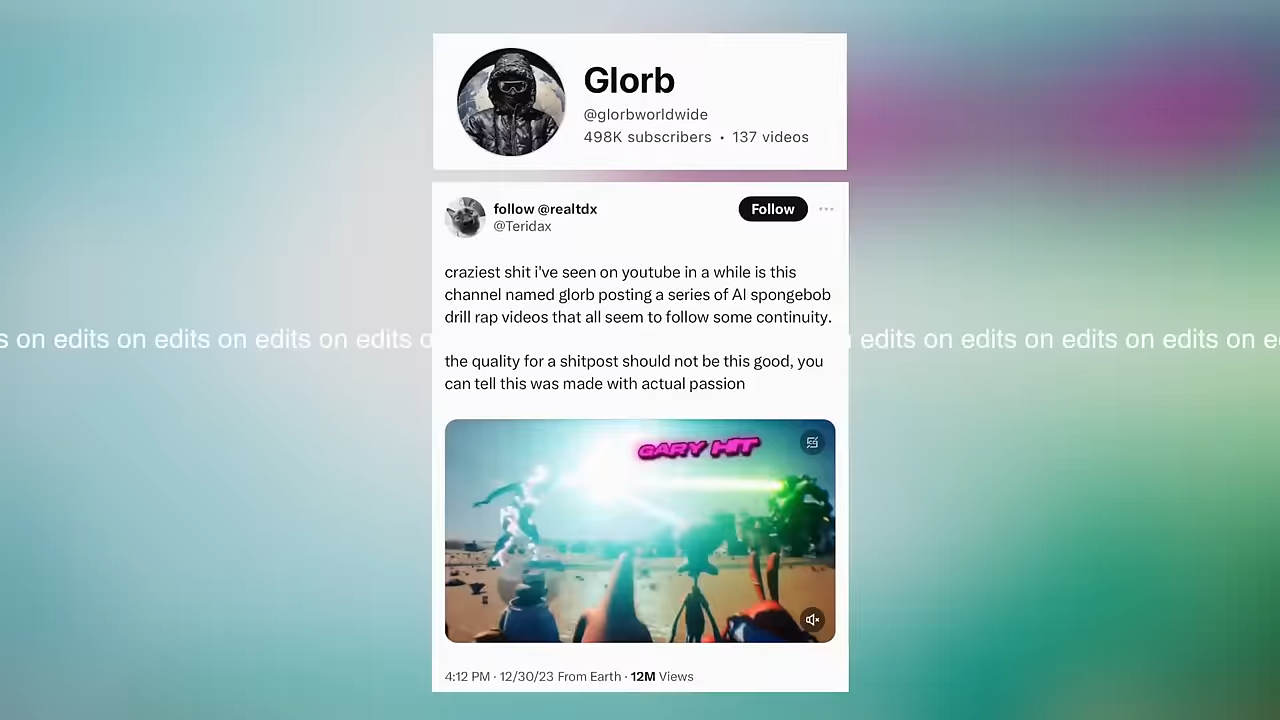 Glorb
@glorbworldwide
498K subscribers • 137 videos
follow @realtdx
@Teridax
Follow
craziest shit i've seen on youtube in a while is this
channel named glorb posting a series of AI spongebob
drill rap videos that all seem to follow some continuity.
s on edits on edits on edits on edits o
edits on edits on edits on edits on e
the quality for a shitpost should not be this good, you
can tell this was made with actual passion
GARY HIT
4:12 PM · 12/30/23 From Earth · 12M Views